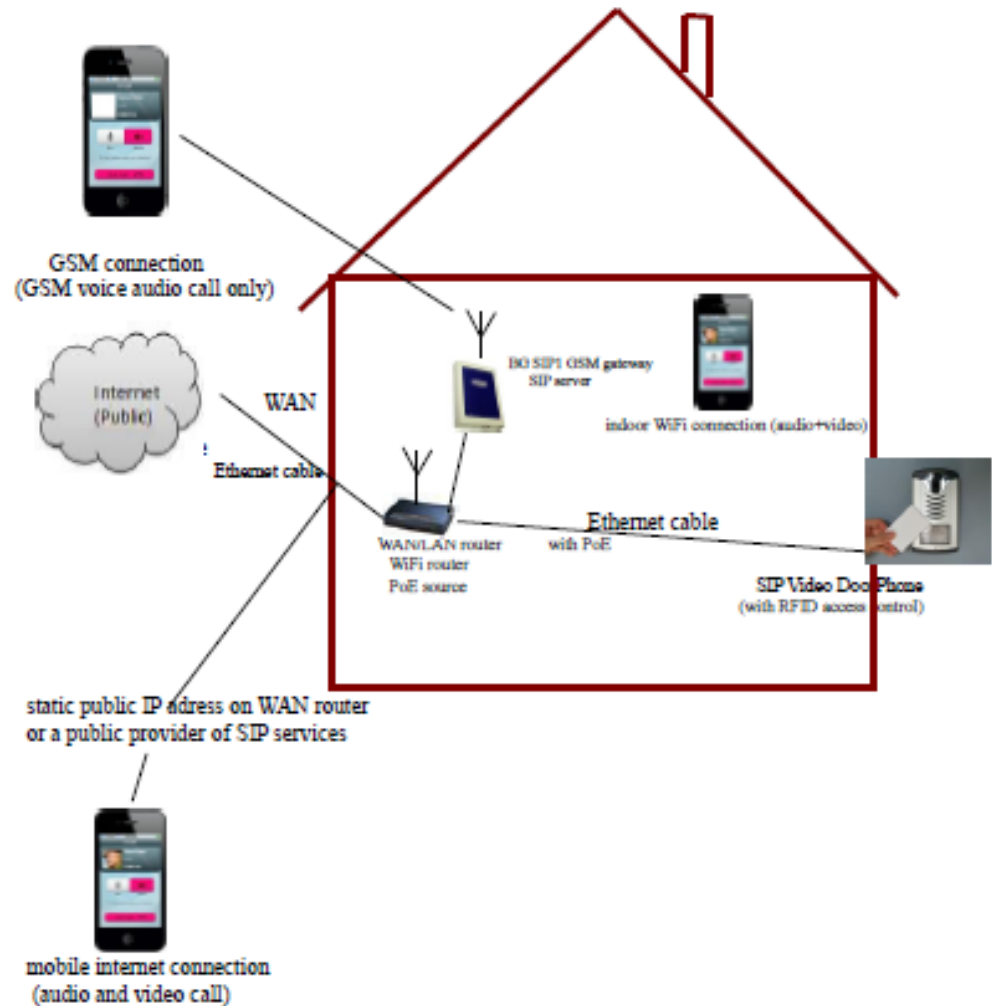 GSM connection
(GSM voice audio call only)
Internet
(Public)
WAN
Ethernet cable
BG SIP1 GSM gateway
SIP server
indoor WiFi connection (audio+video)
WAN/LAN router
WiFi router
PoE source
Ethernet cable
with PoE
SIP Video DoorPhone
(with RFID access control)
static public IP adress on WAN router
or a public provider of SIP services
mobile internet connection
(audio and video call)